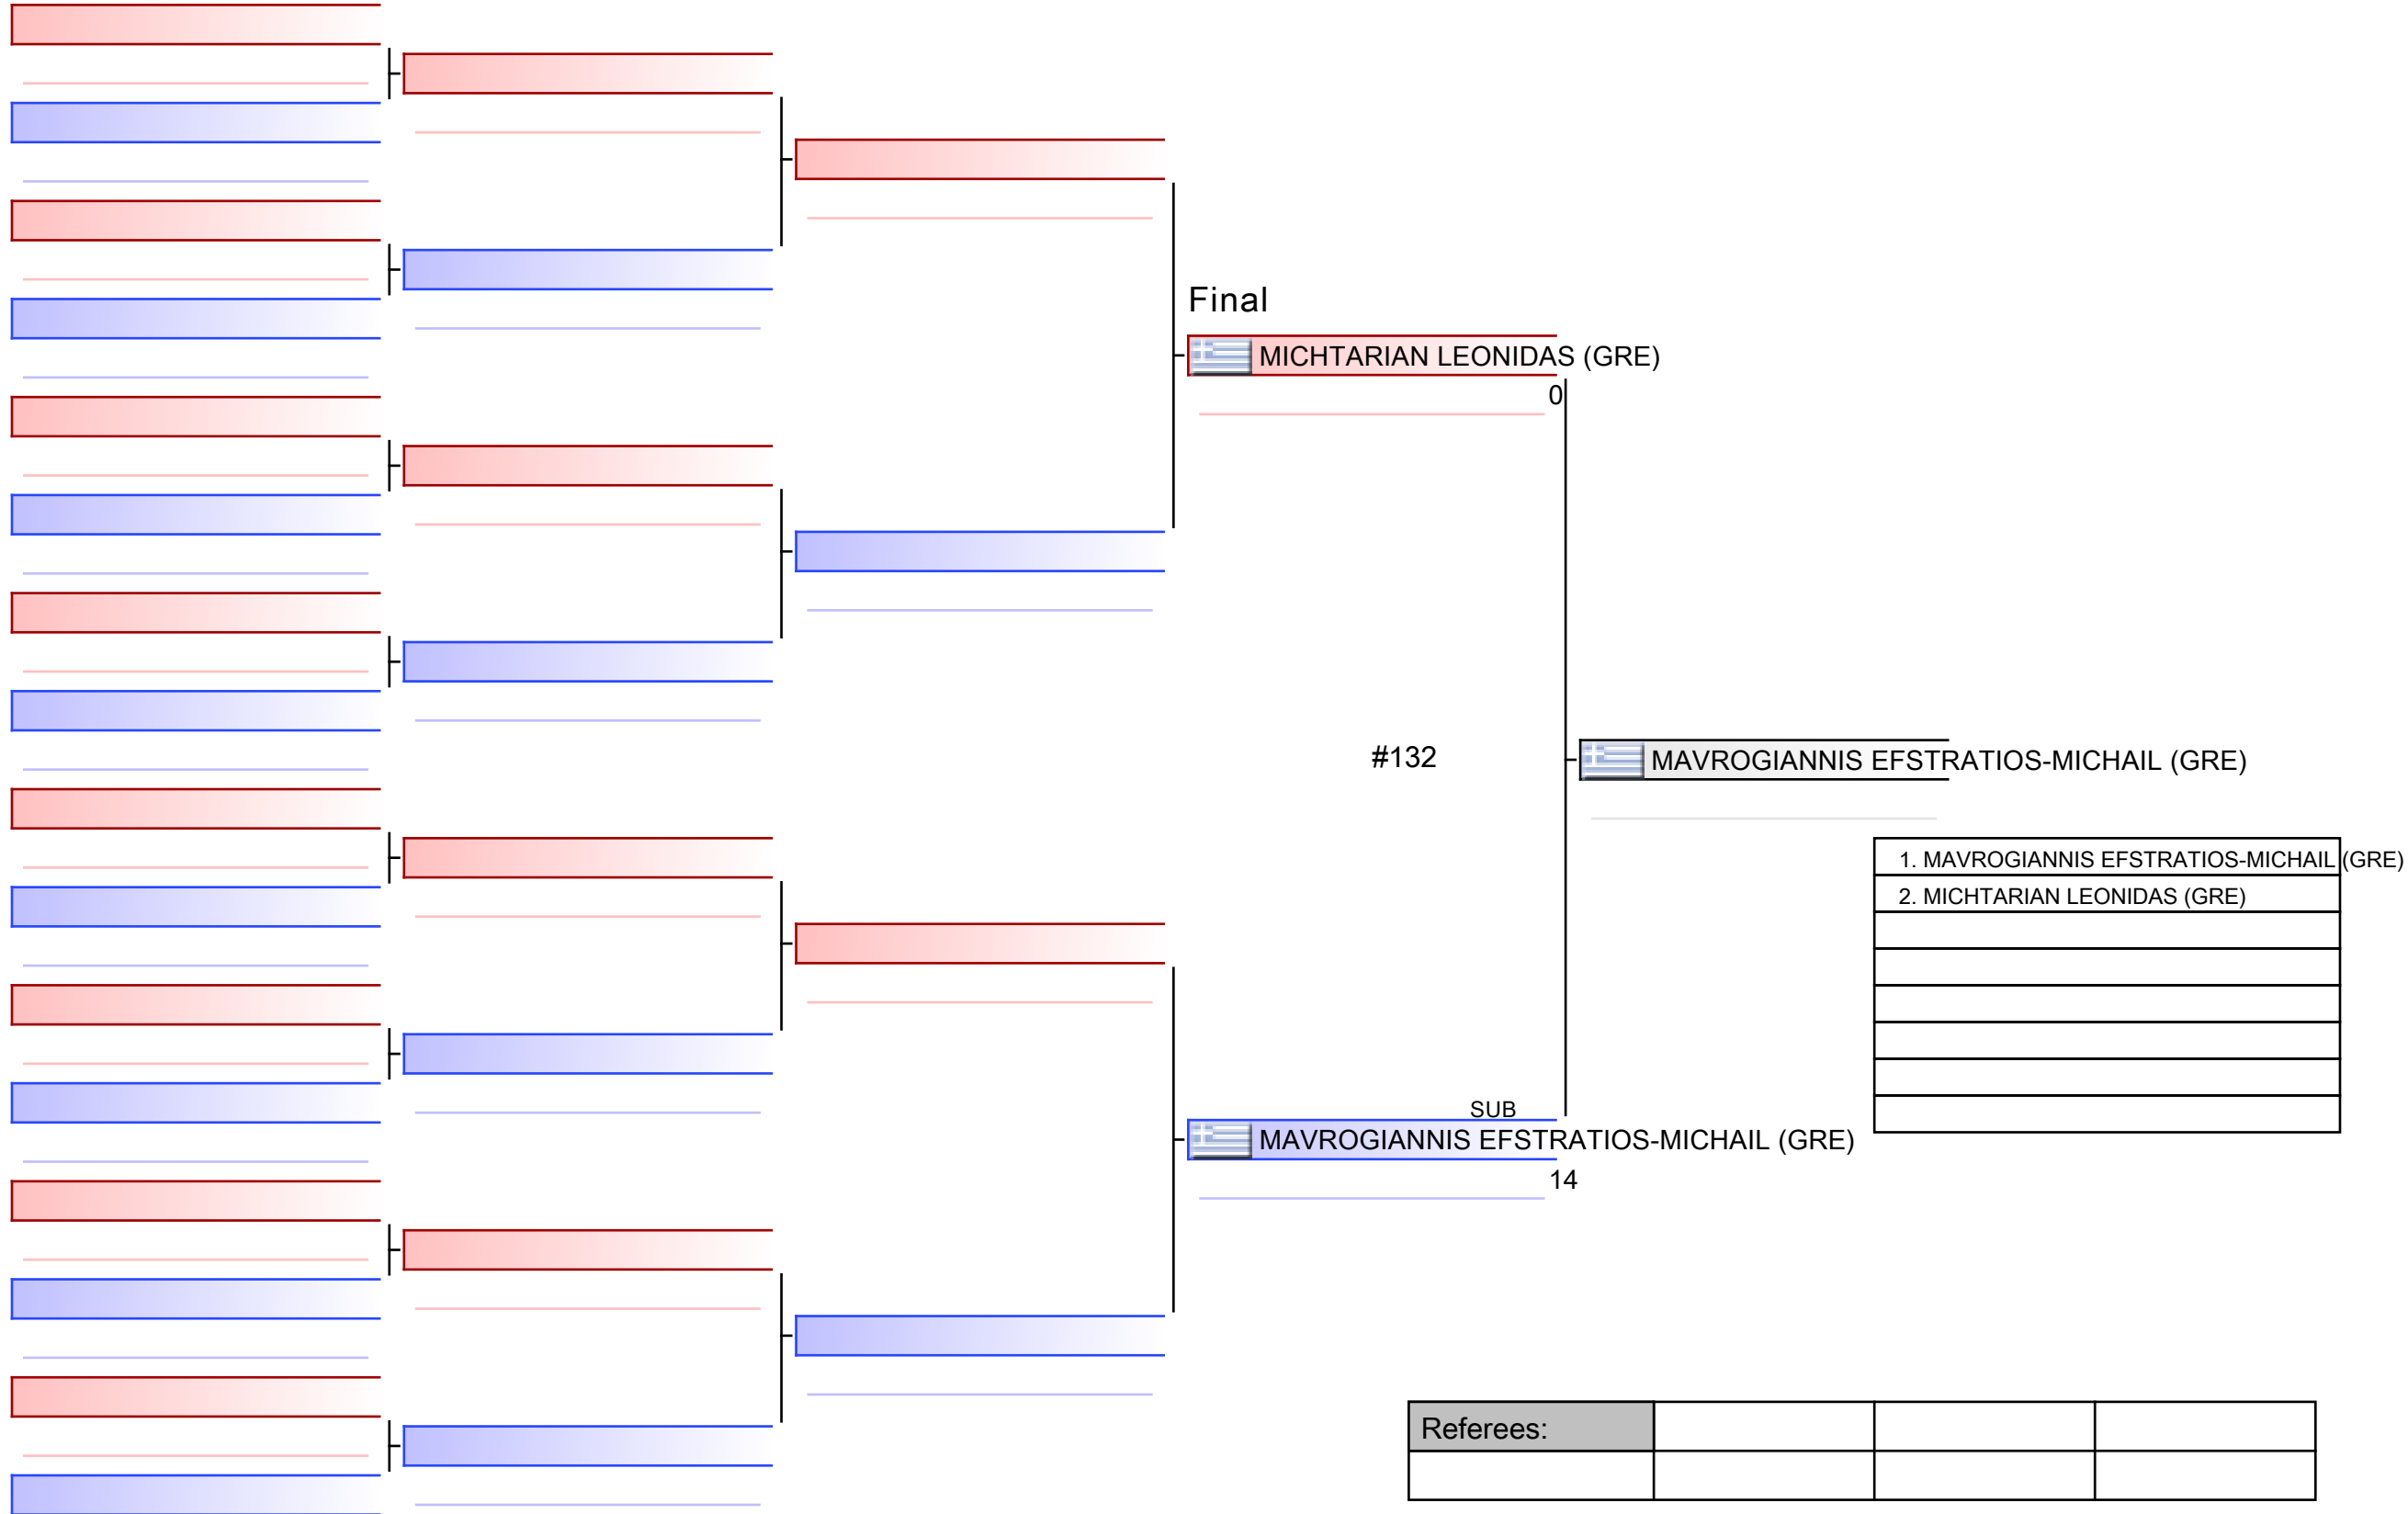 Final
MICHTARIAN LEONIDAS (GRE)
0
#132
MAVROGIANNIS EFSTRATIOS-MICHAIL (GRE)
1. MAVROGIANNIS EFSTRATIOS-MICHAIL (GRE)
2. MICHTARIAN LEONIDAS (GRE)
SUB
MAVROGIANNIS EFSTRATIOS-MICHAIL (GRE)
14
Referees: